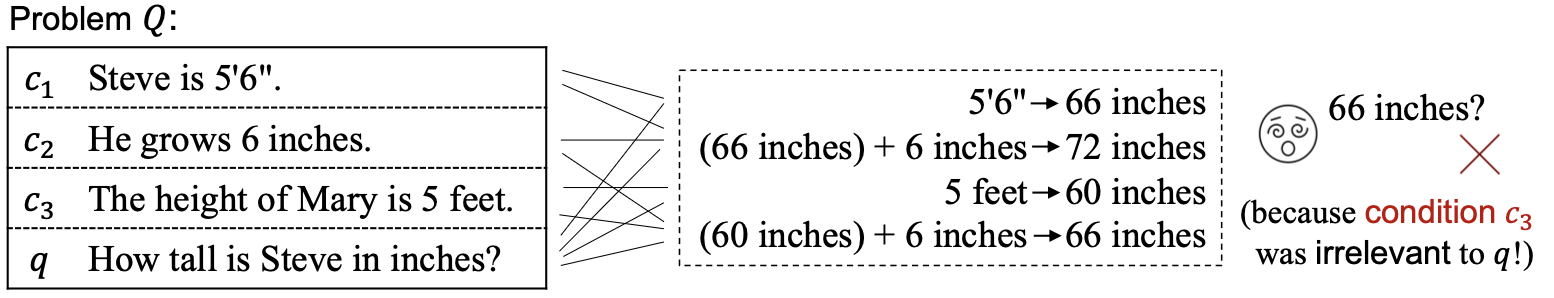 Problem Q:
c₁ Steve is 5'6".
c₂ He grows 6 inches.
c₃ The height of Mary is 5 feet.
q How tall is Steve in inches?
5'6"→66 inches
(66 inches) + 6 inches→72 inches
5 feet→60 inches
(60 inches) + 6 inches→66 inches
66 inches?
(because condition c₃
was irrelevant to q!)